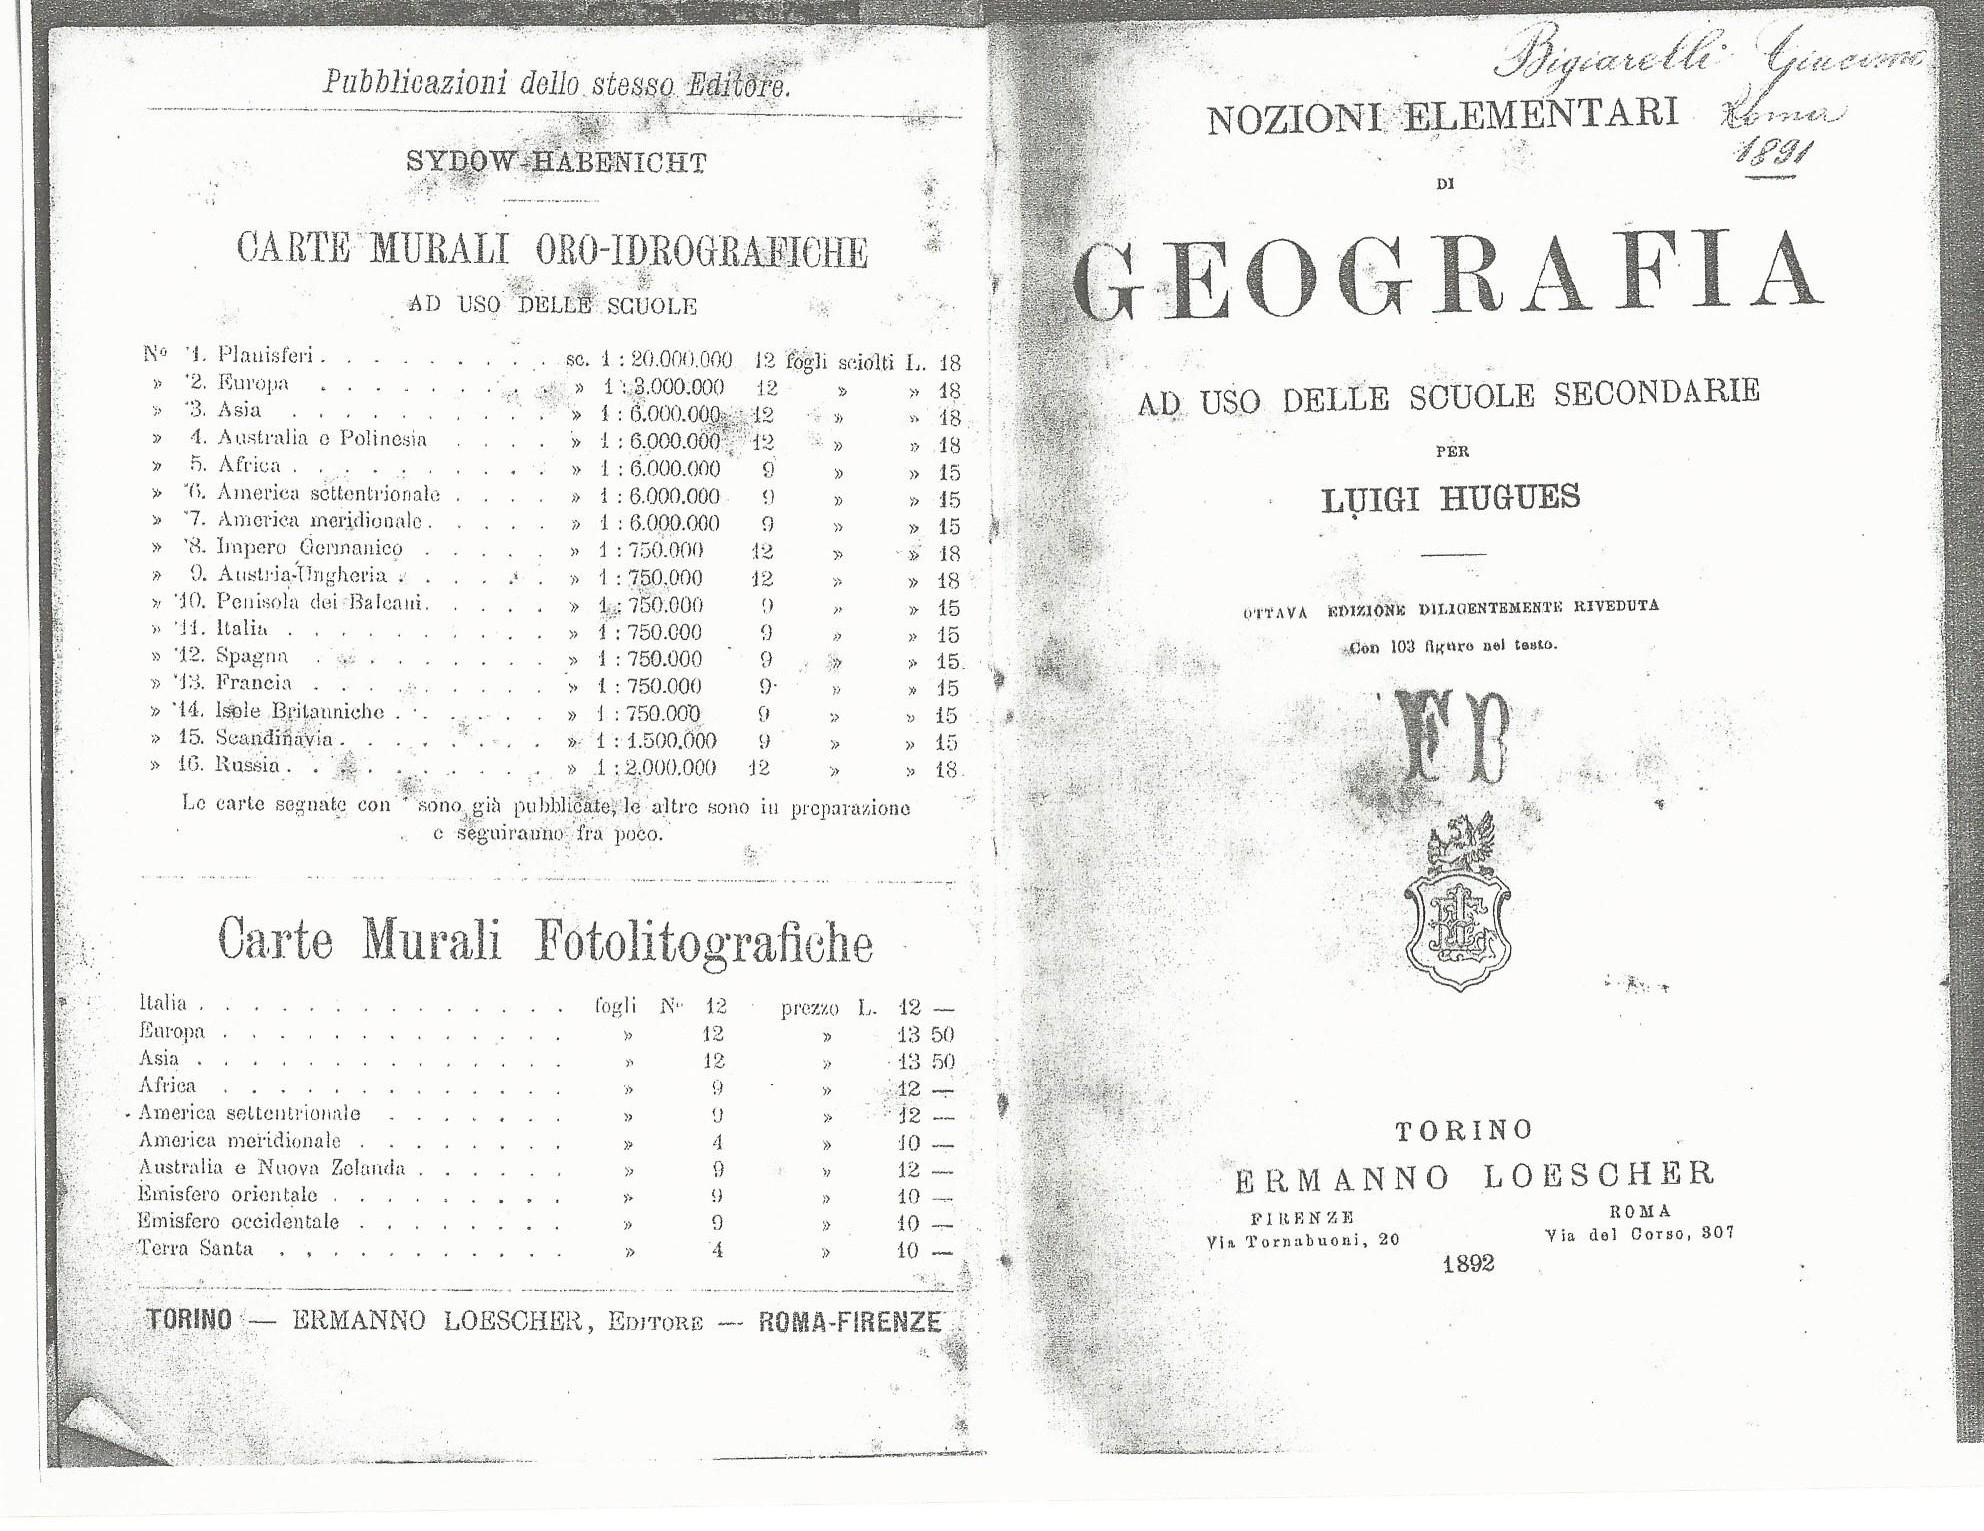 Pubblicazioni dello stesso Editore.
SYDOW-HABENICHT
CARTE MURALI ORO-IDROGRAFICHE
AD USO DELLE SCUOLE
Nº *1. Planisferi . . . . . . . . . sc. 1 : 20.000.000 12 fogli sciolti L. 18
» *2. Europa . . . . . . . . . » 1 : 3.000.000 12 » » 18
» *3. Asia . . . . . . . . . . » 1 : 6.000.000 12 » » 18
» 4. Australia e Polinesia . . . . » 1 : 6.000.000 12 » » 18
» 5. Africa . . . . . . . . . . » 1 : 6.000.000 9 » » 15
» *6. America settentrionale . . . . » 1 : 6.000.000 9 » » 15
» *7. America meridionale . . . . . » 1 : 6.000.000 9 » » 15
» *8. Impero Germanico . . . . . » 1 : 750.000 12 » » 18
» 9. Austria-Ungheria . . . . . . » 1 : 750.000 12 » » 18
» *10. Penisola dei Balcani . . . . . » 1 : 750.000 9 » » 15
» *11. Italia . . . . . . . . . . » 1 : 750.000 9 » » 15
» *12. Spagna . . . . . . . . . » 1 : 750.000 9 » » 15
» *13. Francia . . . . . . . . . » 1 : 750.000 9 » » 15
» *14. Isole Britanniche . . . . . . » 1 : 750.000 9 » » 15
» 15. Scandinavia . . . . . . . . » 1 : 1.500.000 9 » » 15
» 16. Russia . . . . . . . . . . » 1 : 2.000.000 12 » » 18
Le carte segnate con * sono già pubblicate, le altre sono in preparazione
e seguiranno fra poco.
Carte Murali Fotolitografiche
Italia . . . . . . . . . . . . . . fogli Nº 12 prezzo L. 12 —
Europa . . . . . . . . . . . . . » 12 » 13 50
Asia . . . . . . . . . . . . . . » 12 » 13 50
Africa . . . . . . . . . . . . . » 9 » 12 —
America settentrionale . . . . . . . » 9 » 12 —
America meridionale . . . . . . . . » 4 » 10 —
Australia e Nuova Zelanda . . . . . . » 9 » 12 —
Emisfero orientale . . . . . . . . . » 9 » 10 —
Emisfero occidentale . . . . . . . . » 9 » 10 —
Terra Santa . . . . . . . . . . . » 4 » 10 —
TORINO — ERMANNO LOESCHER, EDITORE — ROMA-FIRENZE
Bigiarelli Giacomo
Roma
1891
NOZIONI ELEMENTARI
DI
GEOGRAFIA
AD USO DELLE SCUOLE SECONDARIE
PER
LUIGI HUGUES
OTTAVA EDIZIONE DILIGENTEMENTE RIVEDUTA
Con 103 figure nel testo.
FB
TORINO
ERMANNO LOESCHER
FIRENZE
Via Tornabuoni, 20
ROMA
Via del Corso, 307
1892